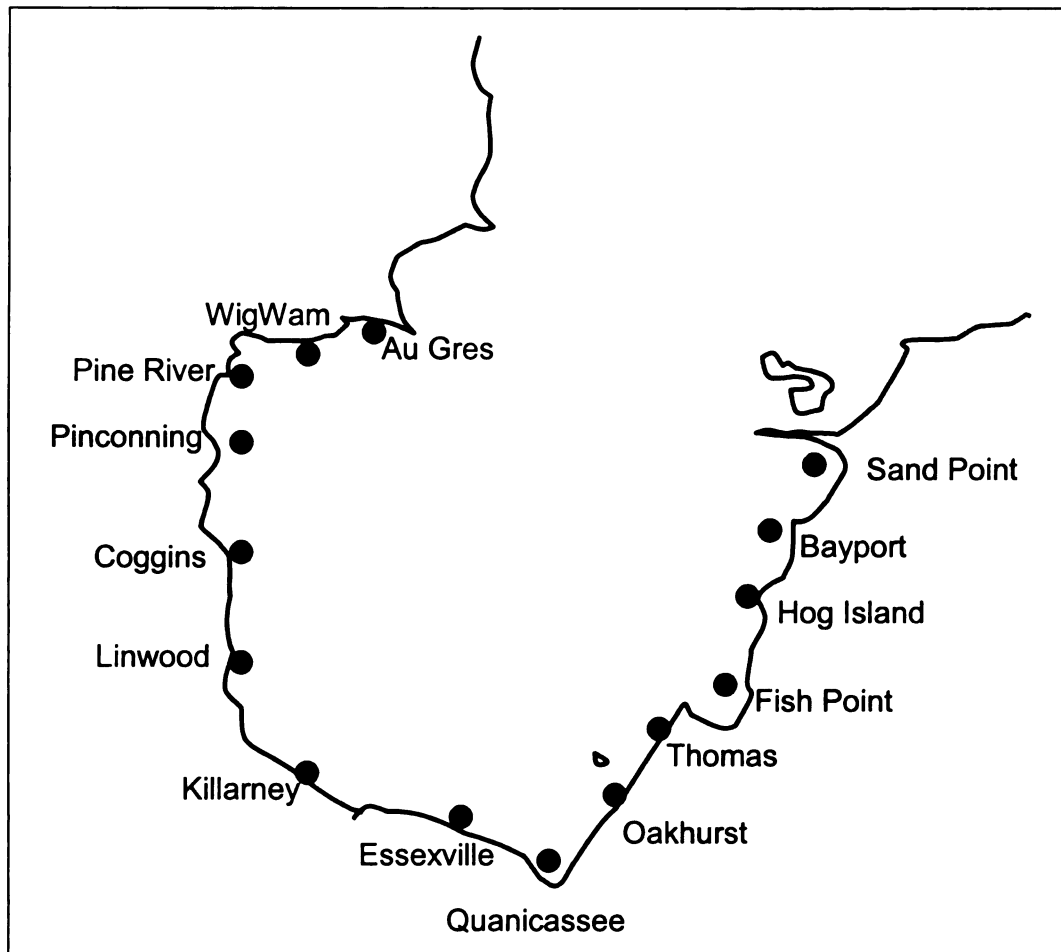 WigWam
Au Gres
Pine River
Pinconning
Sand Point
Bayport
Coggins
Hog Island
Linwood
Fish Point
Thomas
Killarney
Oakhurst
Essexville
Quanicassee